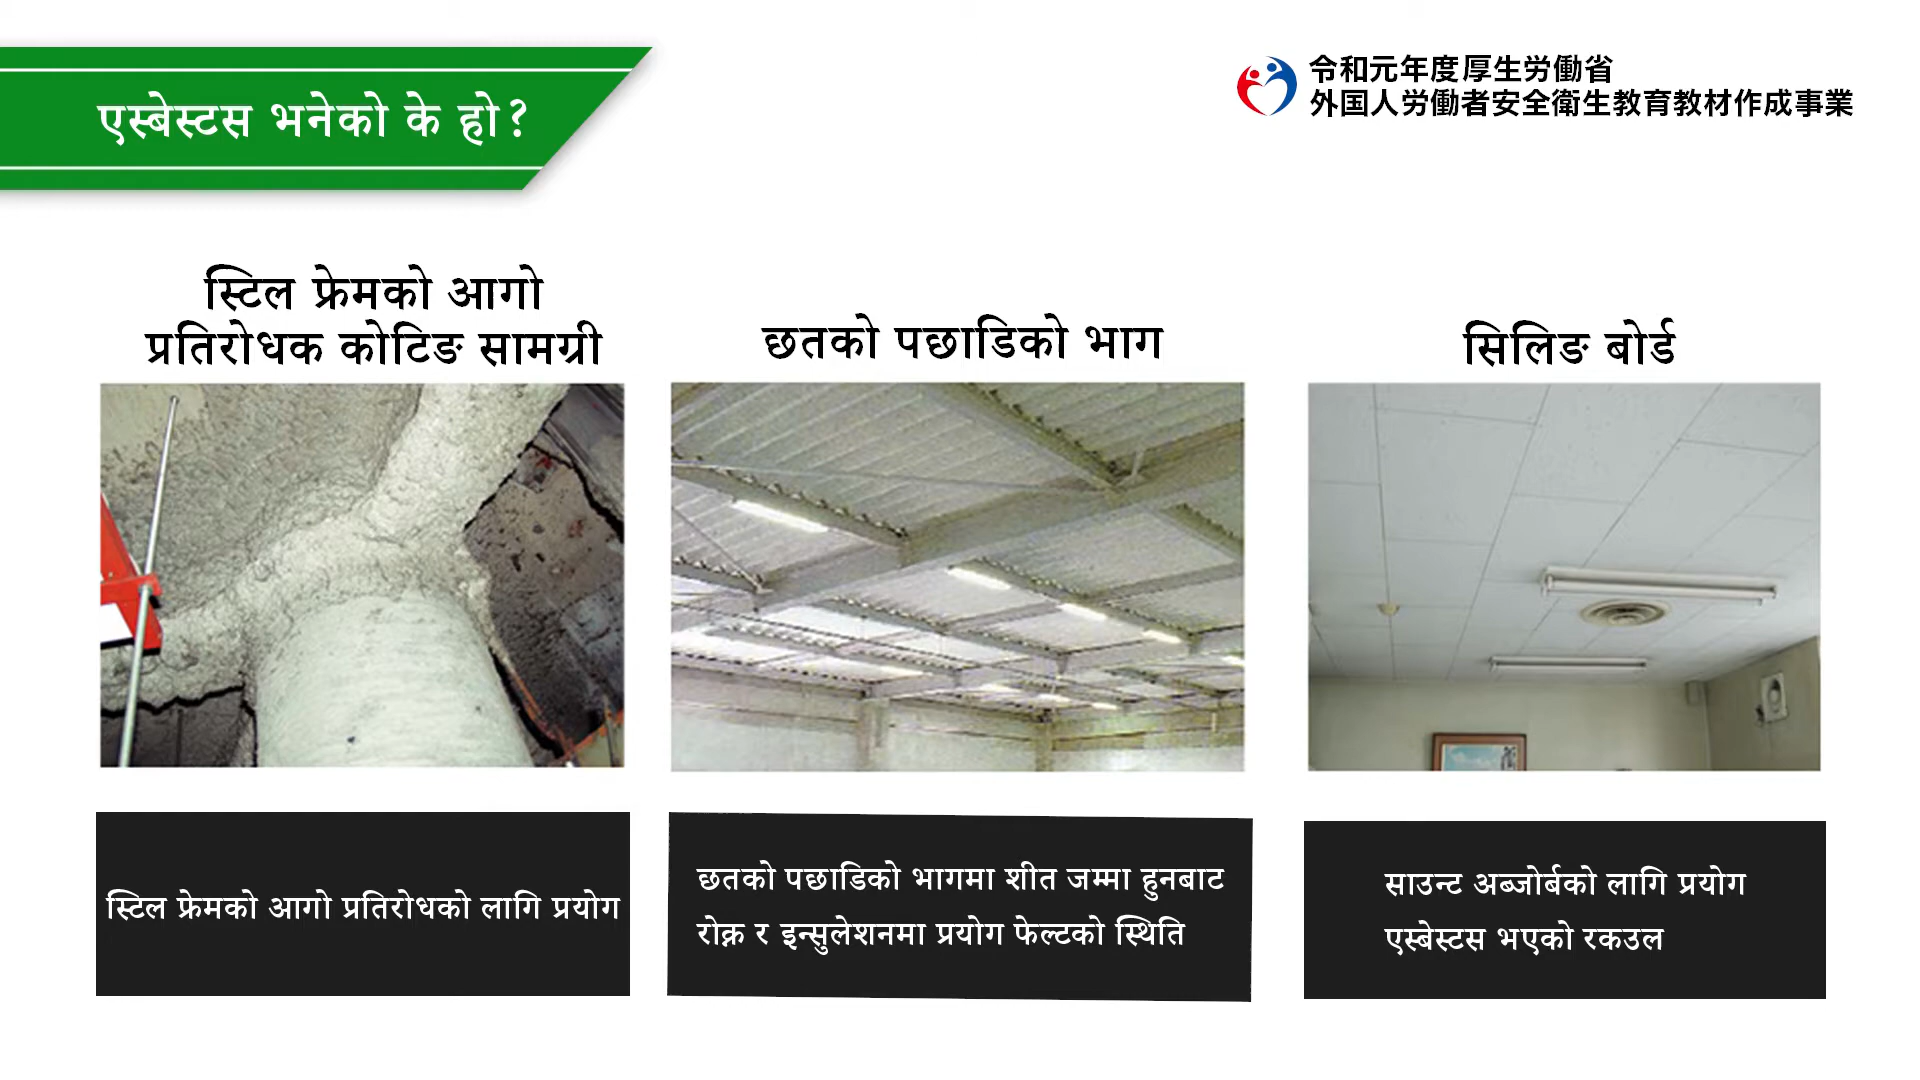 एस्बेस्टस भनेको के हो?
令和元年度厚生労働省
外国人労働者安全衛生教育教材作成事業
स्टिल फ्रेमको आगो
प्रतिरोधक कोटिङ सामग्री
छतको पछाडिको भाग
सिलिङ बोर्ड
स्टिल फ्रेमको आगो प्रतिरोधको लागि प्रयोग
छतको पछाडिको भागमा शीत जम्मा हुनबाट
रोक्न र इन्सुलेशनमा प्रयोग फेल्टको स्थिति
साउन्ट अब्जोर्बको लागि प्रयोग
एस्बेस्टस भएको रकउल